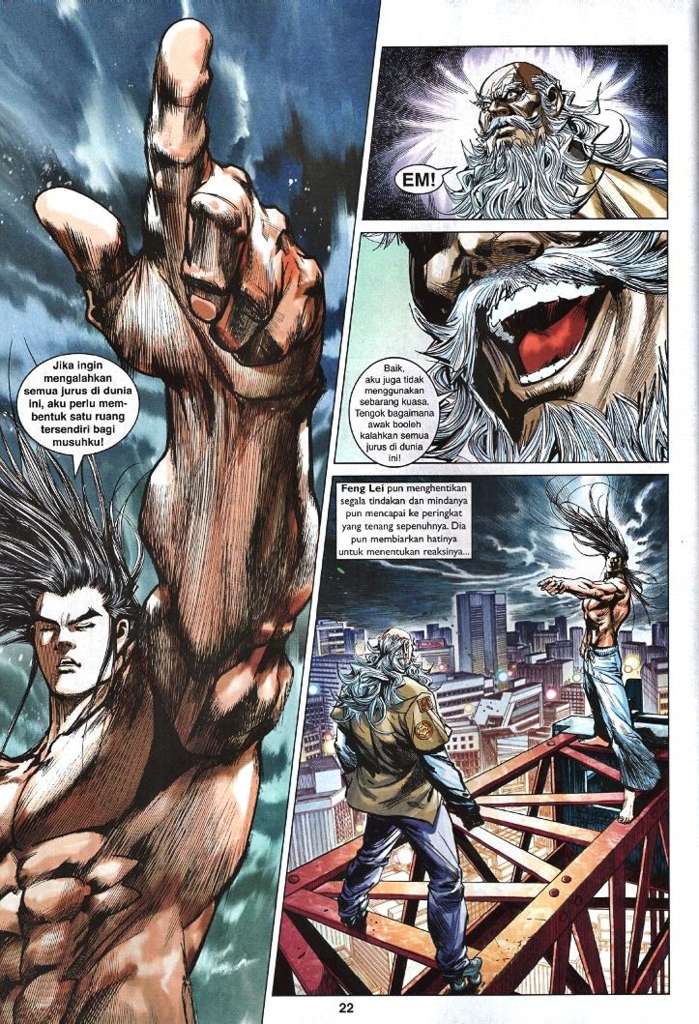 Jika ingin
mengalahkan
semua jurus di dunia
ini, aku perlu mem-
bentuk satu ruang
tersendiri bagi
musuhku!
EM!
Baik,
aku juga tidak
menggunakan
sebarang kuasa.
Tengok bagaimana
awak booleh
kalahkan semua
jurus di dunia
ini!
Feng Lei pun menghentikan
segala tindakan dan mindanya
pun mencapai ke peringkat
yang tenang sepenuhnya. Dia
pun membiarkan hatinya
untuk menentukan reaksinya...
22